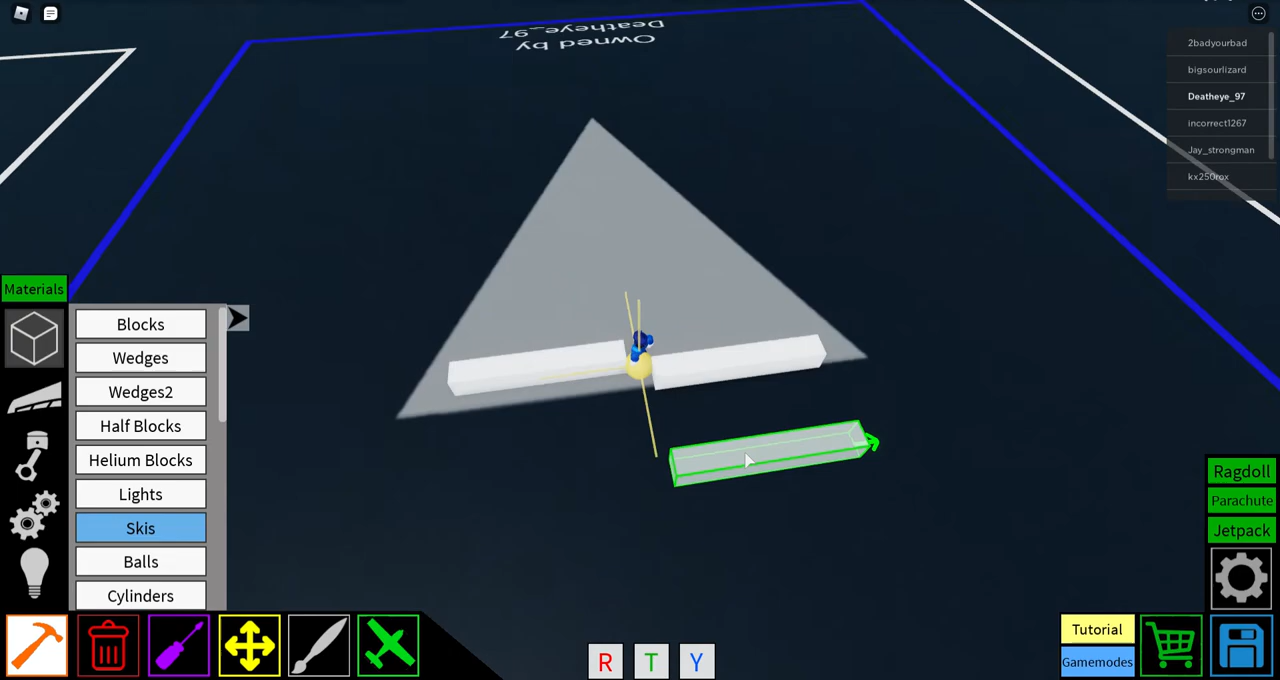 Owned by
Deatheye_97
2badyourbad
bigsourlizard
Deatheye_97
incorrect1267
Jay_strongman
kx250rox
Materials
Blocks
Wedges
Wedges2
Half Blocks
Helium Blocks
Lights
Skis
Balls
Cylinders
Ragdoll
Parachute
Jetpack
Tutorial
Gamemodes
R T Y